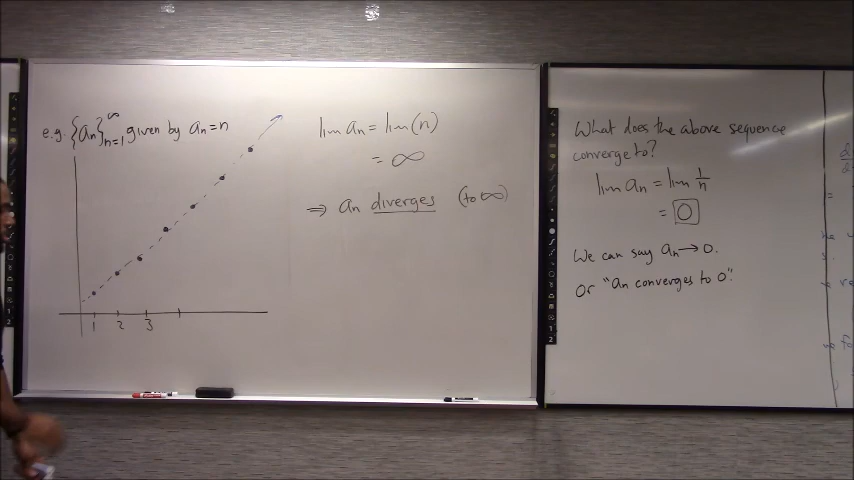 e.g. {an}∞n=1 given by an=n
1 2 3
lim an = lim(n)
= ∞
⇒ an diverges (to ∞)
What does the above sequence
converge to?
lim an = lim 1/n
= 0
We can say an→0.
Or "an converges to 0".